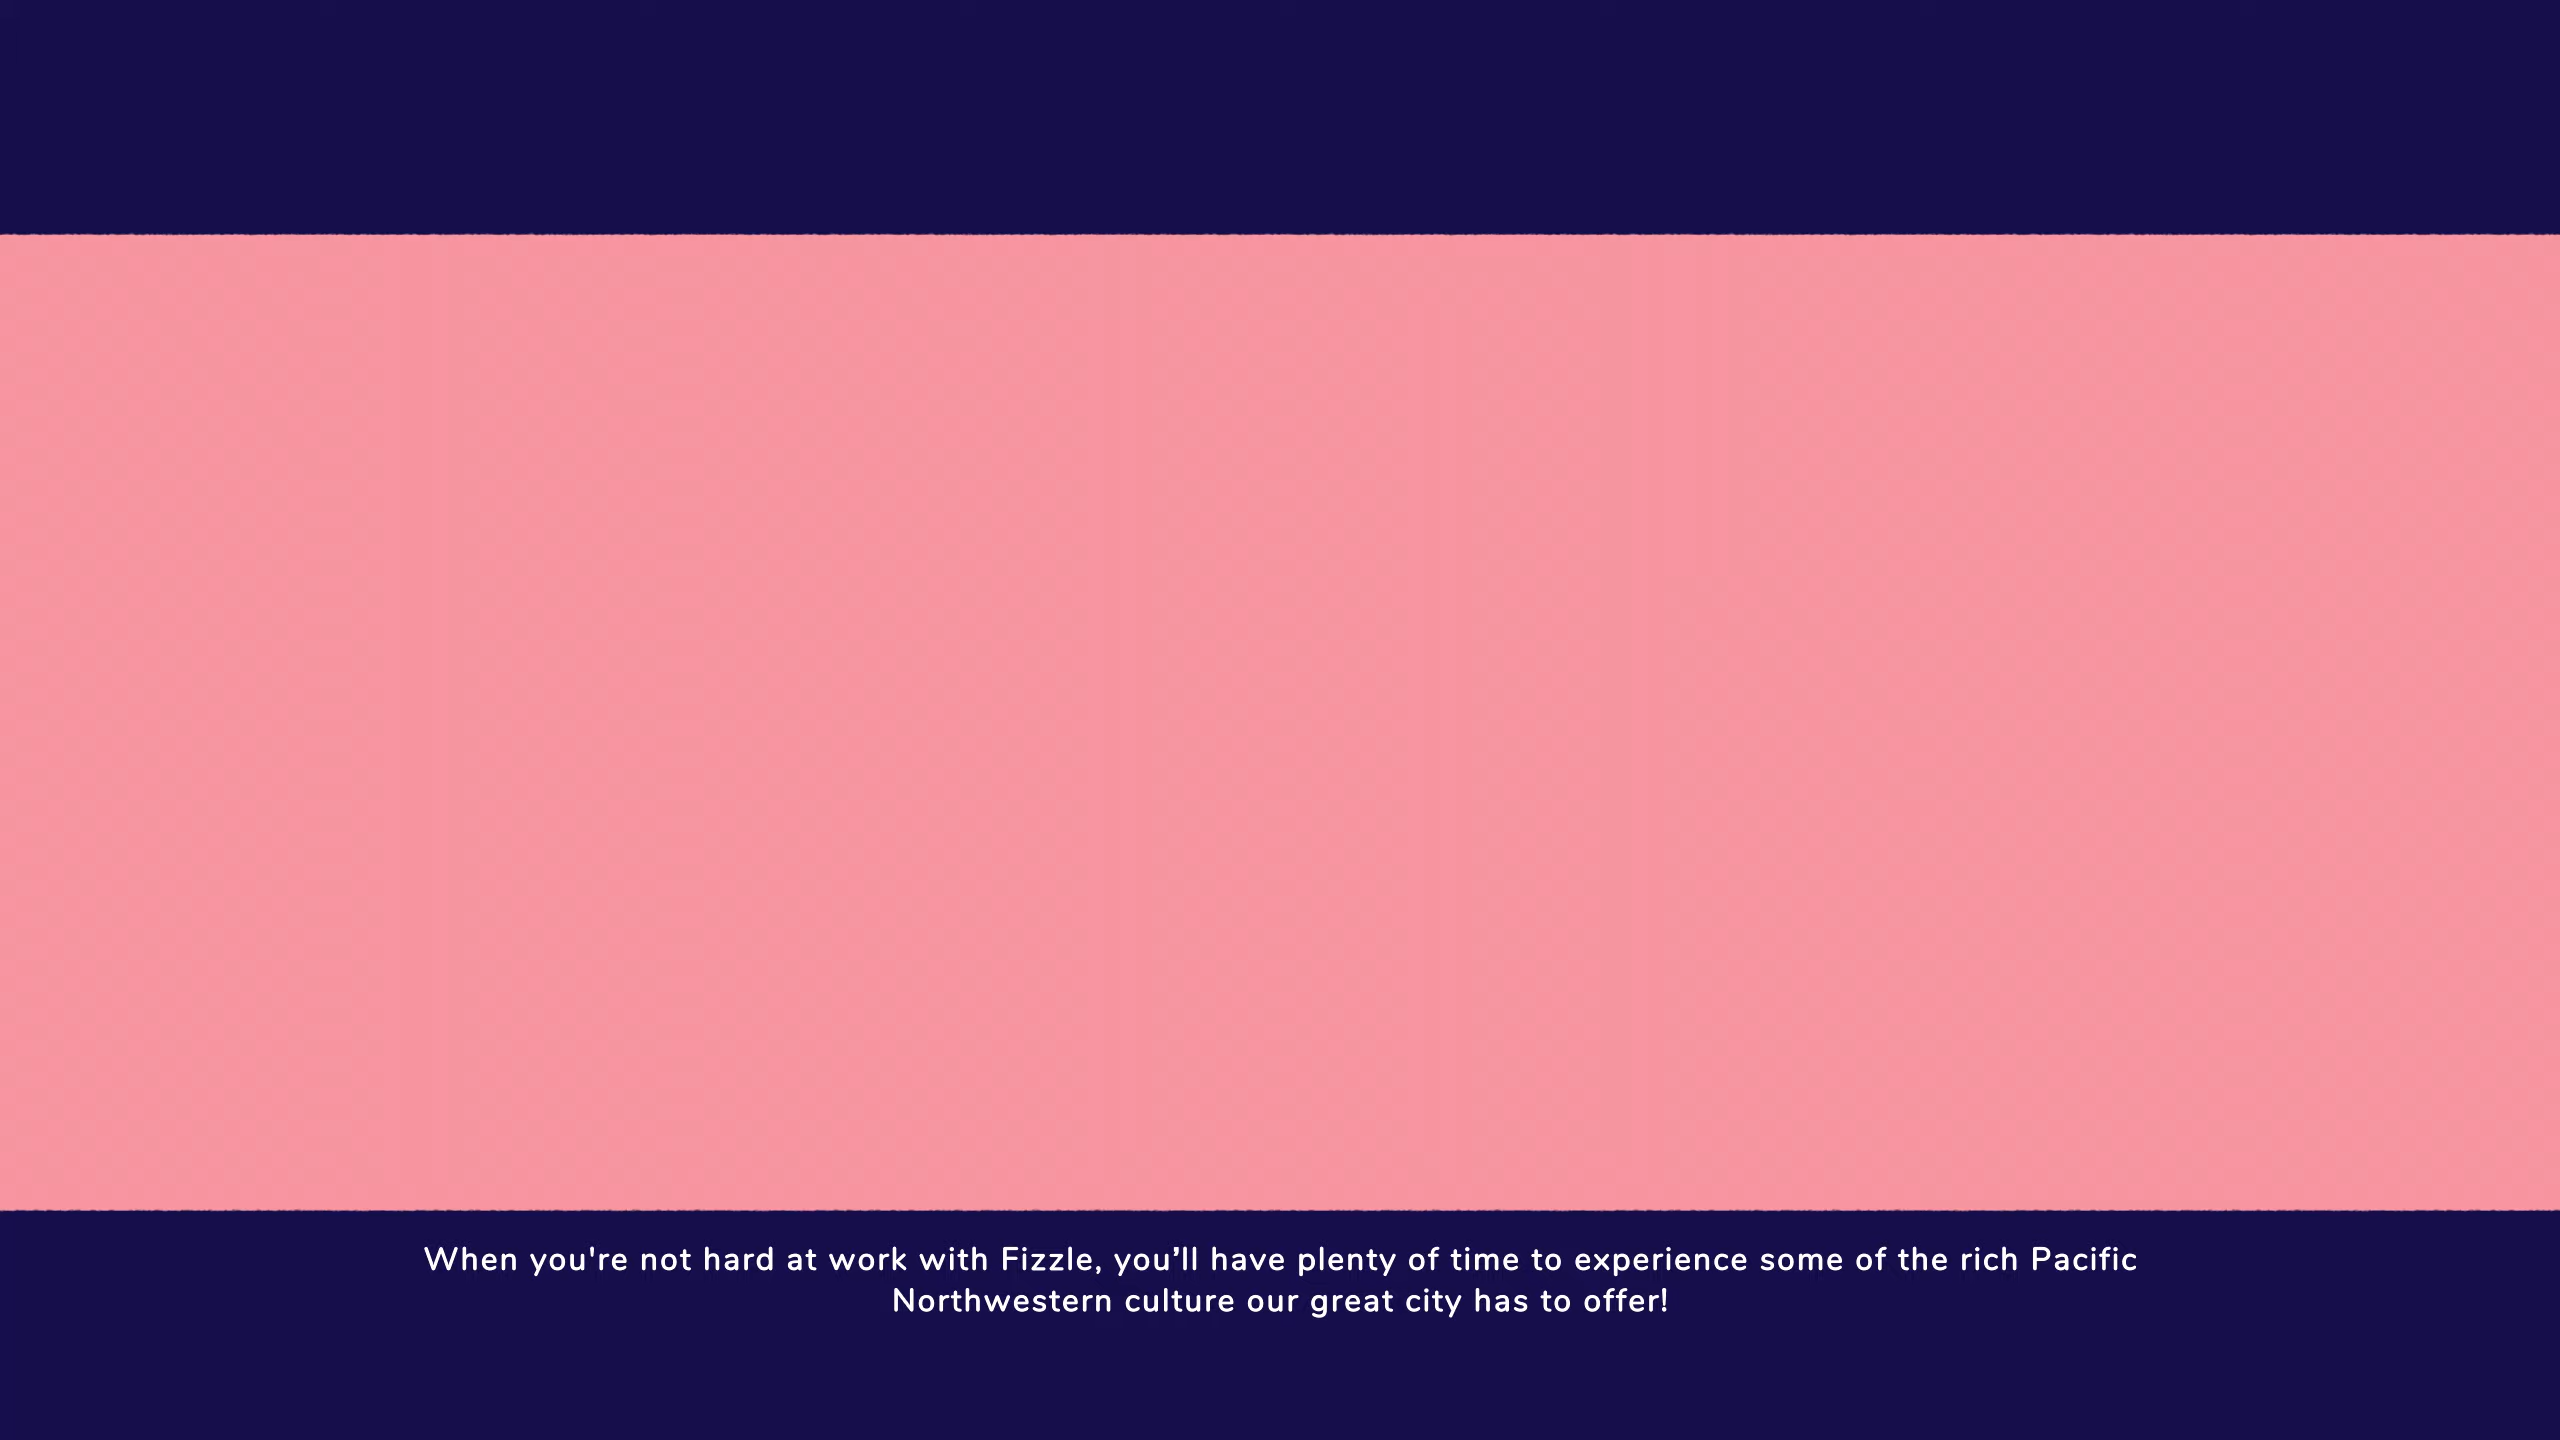 When you're not hard at work with Fizzle, you’ll have plenty of time to experience some of the rich Pacific
Northwestern culture our great city has to offer!